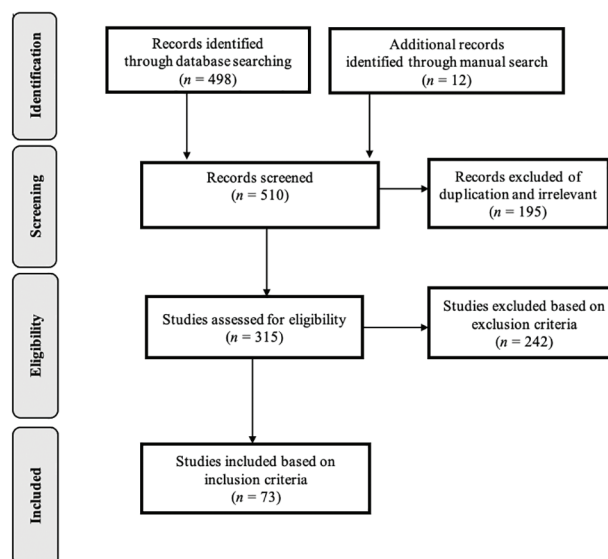 Identification
Records identified
through database searching
(n = 498)
Additional records
identified through manual search
(n = 12)
Screening
Records screened
(n = 510)
Records excluded of
duplication and irrelevant
(n = 195)
Eligibility
Studies assessed for eligibility
(n = 315)
Studies excluded based on
exclusion criteria
(n = 242)
Included
Studies included based on
inclusion criteria
(n = 73)